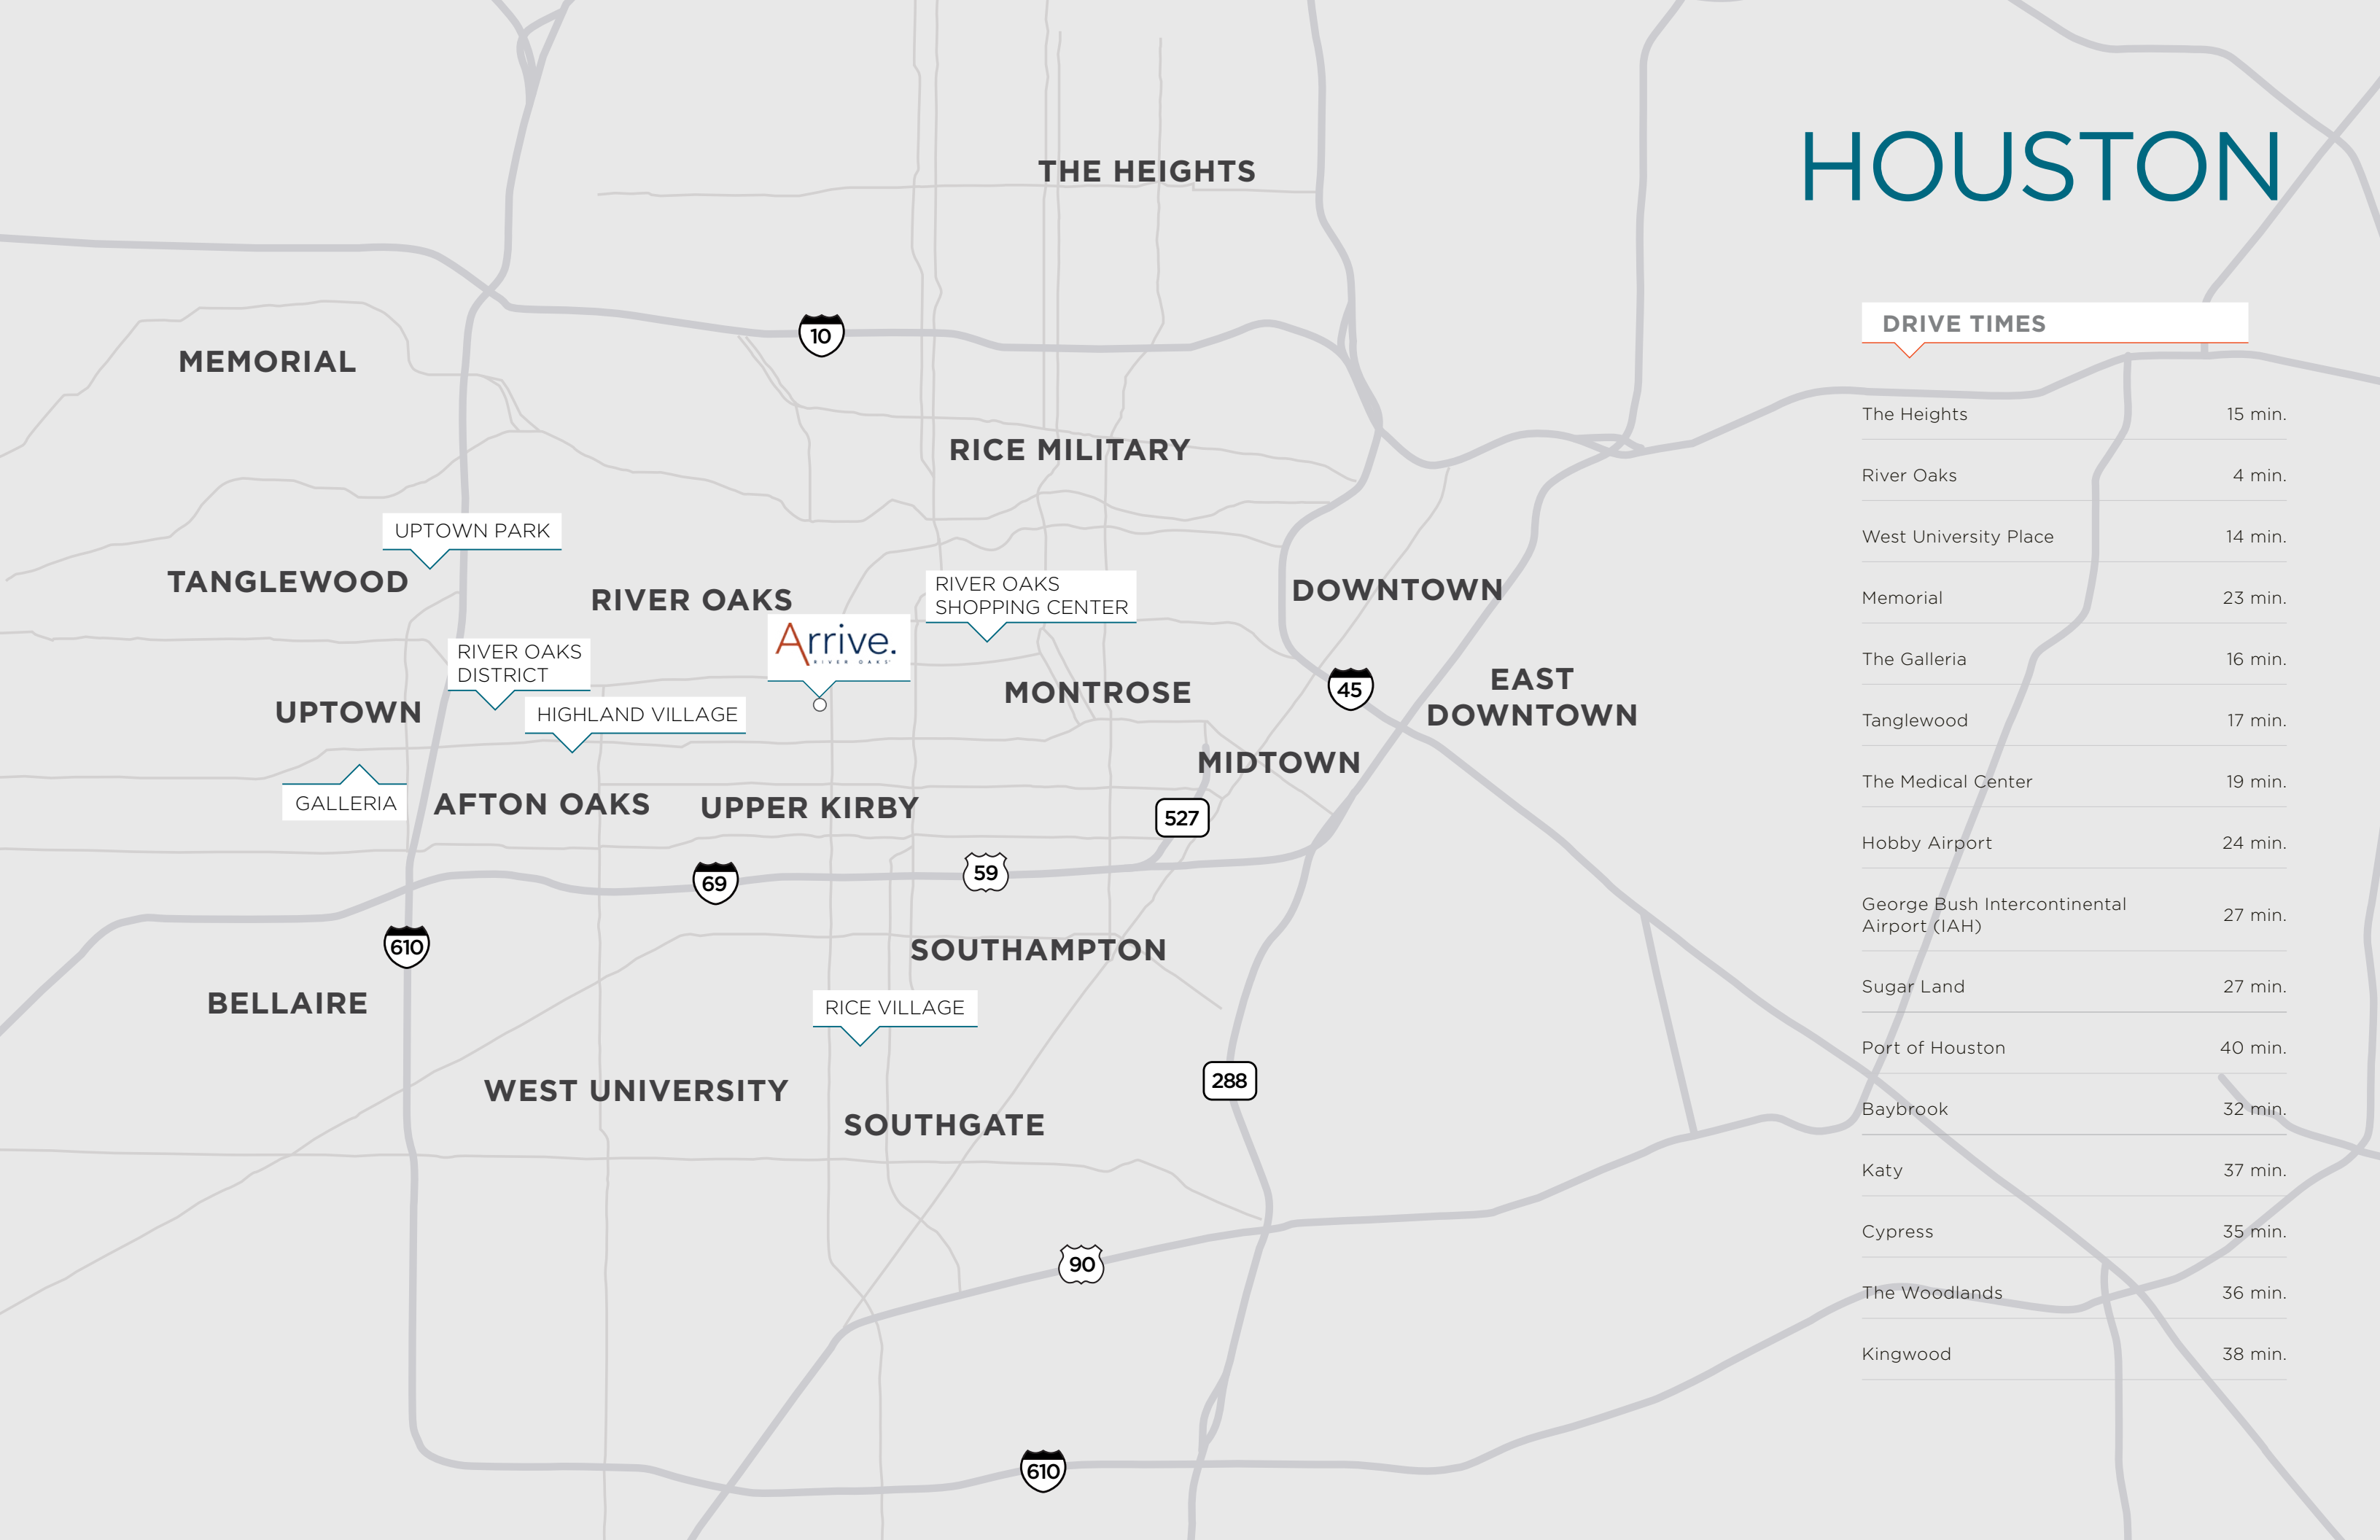 HOUSTON
THE HEIGHTS
10
MEMORIAL
RICE MILITARY
UPTOWN PARK
TANGLEWOOD
RIVER OAKS
RIVER OAKS
SHOPPING CENTER
DOWNTOWN
Arrive.
RIVER OAKS
RIVER OAKS
DISTRICT
UPTOWN
HIGHLAND VILLAGE
MONTROSE
45
EAST
DOWNTOWN
MIDTOWN
GALLERIA
AFTON OAKS
UPPER KIRBY
527
69
59
610
SOUTHAMPTON
BELLAIRE
RICE VILLAGE
288
WEST UNIVERSITY
SOUTHGATE
90
610
DRIVE TIMES
The Heights 15 min.
River Oaks 4 min.
West University Place 14 min.
Memorial 23 min.
The Galleria 16 min.
Tanglewood 17 min.
The Medical Center 19 min.
Hobby Airport 24 min.
George Bush Intercontinental
Airport (IAH) 27 min.
Sugar Land 27 min.
Port of Houston 40 min.
Baybrook 32 min.
Katy 37 min.
Cypress 35 min.
The Woodlands 36 min.
Kingwood 38 min.